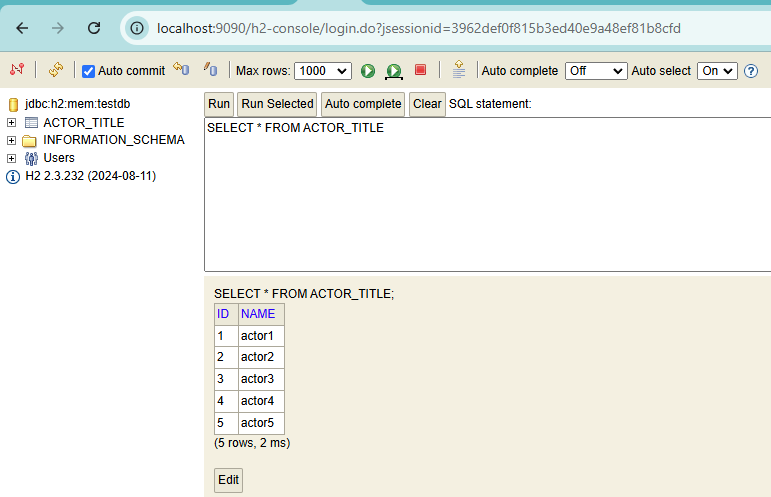 localhost:9090/h2-console/login.do?jsessionid=3962def0f815b3ed40e9a48ef81b8cfd
Auto commit Max rows: 1000 Auto complete Off Auto select On ?
jdbc:h2:mem:testdb
ACTOR_TITLE
INFORMATION_SCHEMA
Users
H2 2.3.232 (2024-08-11)
Run Run Selected Auto complete Clear SQL statement:
SELECT * FROM ACTOR_TITLE
SELECT * FROM ACTOR_TITLE;
ID NAME
1 actor1
2 actor2
3 actor3
4 actor4
5 actor5
(5 rows, 2 ms)
Edit